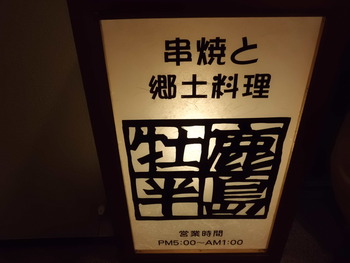 串焼と
郷土料理
牡鹿
半島
営業時間
PM5:00〜AM1:00